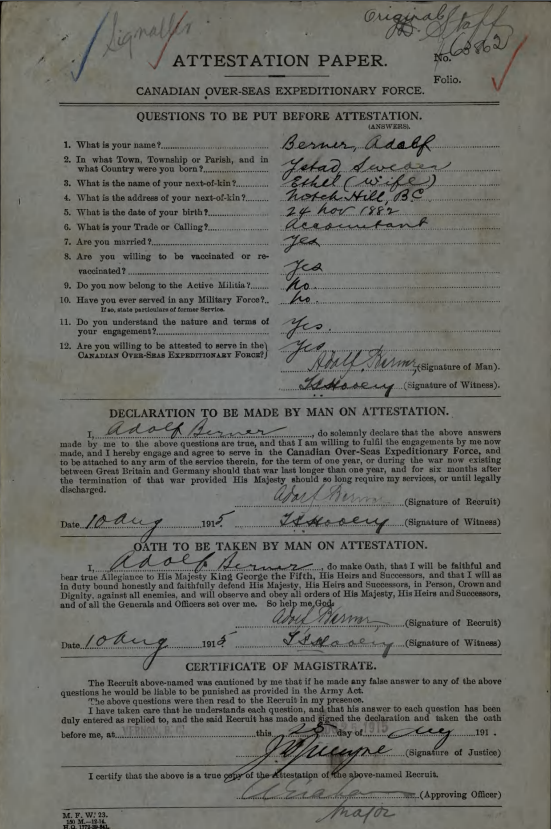 Signaller
Original
Staff
ATTESTATION PAPER.
No. 63862
Folio.
CANADIAN OVER-SEAS EXPEDITIONARY FORCE.
QUESTIONS TO BE PUT BEFORE ATTESTATION.
(ANSWERS).
1. What is your name? Berner, Adolf
2. In what Town, Township or Parish, and in
what Country were you born? Ystad, Sweden
3. What is the name of your next-of-kin? Ethel (Wife)
4. What is the address of your next-of-kin? Notch Hill, B.C
5. What is the date of your birth? 24 Nov 1882
6. What is your Trade or Calling? Accountant
7. Are you married? Yes
8. Are you willing to be vaccinated or re-
vaccinated? Yes
9. Do you now belong to the Active Militia? No.
10. Have you ever served in any Military Force? No.
If so, state particulars of former Service.
11. Do you understand the nature and terms of
your engagement? Yes.
12. Are you willing to be attested to serve in the
CANADIAN OVER-SEAS EXPEDITIONARY FORCE? Yes
Adolf Berner (Signature of Man).
(Signature of Witness).
DECLARATION TO BE MADE BY MAN ON ATTESTATION.
I, Adolf Berner, do solemnly declare that the above answers
made by me to the above questions are true, and that I am willing to fulfil the engagements by me now
made, and I hereby engage and agree to serve in the Canadian Over-Seas Expeditionary Force, and
to be attached to any arm of the service therein, for the term of one year, or during the war now existing
between Great Britain and Germany should that war last longer than one year, and for six months after
the termination of that war provided His Majesty should so long require my services, or until legally
discharged.
Adolf Berner (Signature of Recruit)
Date 10 Aug 1915. (Signature of Witness)
OATH TO BE TAKEN BY MAN ON ATTESTATION.
I, Adolf Berner, do make Oath, that I will be faithful and
bear true Allegiance to His Majesty King George the Fifth, His Heirs and Successors, and that I will as
in duty bound honestly and faithfully defend His Majesty, His Heirs and Successors, in Person, Crown and
Dignity, against all enemies, and will observe and obey all orders of His Majesty, His Heirs and Successors,
and of all the Generals and Officers set over me. So help me God.
Adolf Berner (Signature of Recruit)
Date 10 Aug 1915 (Signature of Witness)
CERTIFICATE OF MAGISTRATE.
The Recruit above-named was cautioned by me that if he made any false answer to any of the above
questions he would be liable to be punished as provided in the Army Act.
The above questions were then read to the Recruit in my presence.
I have taken care that he understands each question, and that his answer to each question has been
duly entered as replied to, and the said Recruit has made and signed the declaration and taken the oath
before me, at VERNON, B. C. this day of Aug 191 .
1915
(Signature of Justice)
I certify that the above is a true copy of the Attestation of the above-named Recruit.
(Approving Officer)
Major
M. F. W. 23.
H.Q. 1772-39-841.